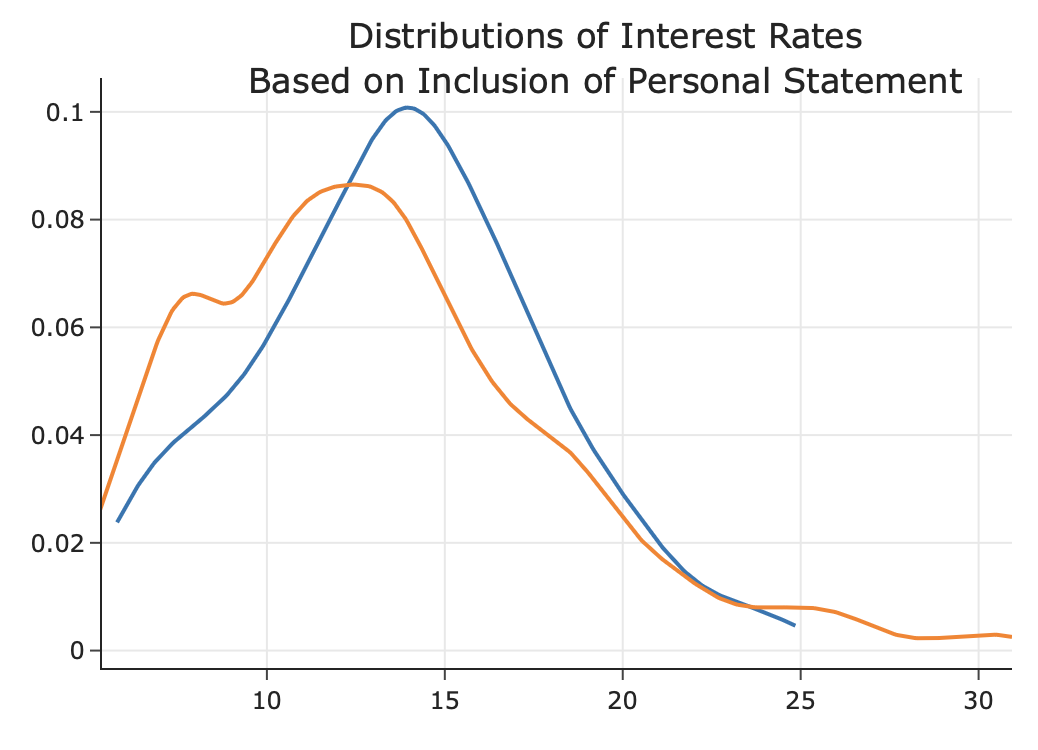 Distributions of Interest Rates
Based on Inclusion of Personal Statement
0.1
0.08
0.06
0.04
0.02
0
10 15 20 25 30